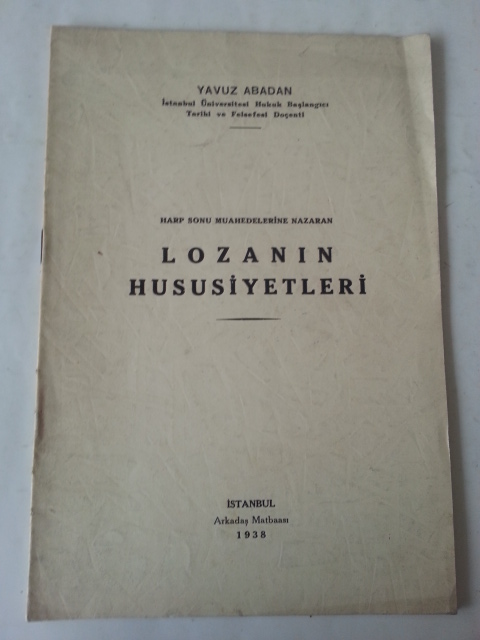 YAVUZ ABADAN
İstanbul Üniversitesi Hukuk Başlangıcı
Tarihi ve Felsefesi Doçenti
HARP SONU MUAHEDELERİNE NAZARAN
LOZANIN
HUSUSİYETLERİ
İSTANBUL
Arkadaş Matbaası
1938